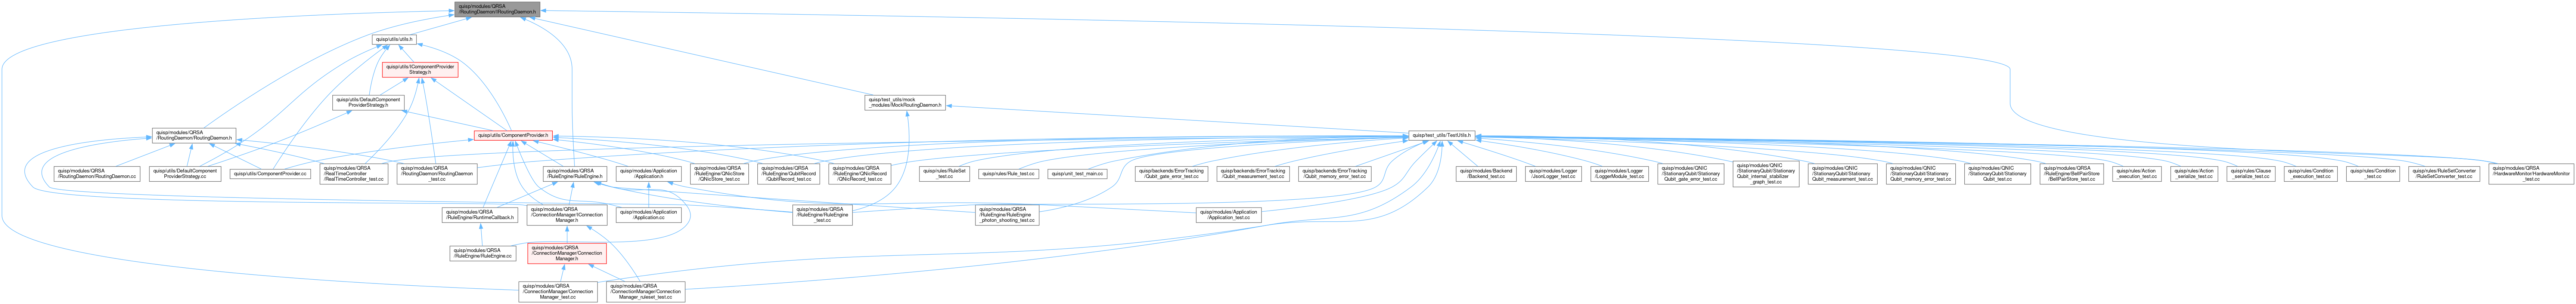 quisp/modules/QRSA
/RoutingDaemon/IRoutingDaemon.h
quisp/utils/utils.h
quisp/utils/IComponentProvider
Strategy.h
quisp/utils/DefaultComponent
ProviderStrategy.h
quisp/test_utils/mock
_modules/MockRoutingDaemon.h
quisp/modules/QRSA
/RoutingDaemon/RoutingDaemon.h
quisp/utils/ComponentProvider.h
quisp/test_utils/TestUtils.h
quisp/modules/QRSA
/RoutingDaemon/RoutingDaemon.cc
quisp/utils/DefaultComponent
ProviderStrategy.cc
quisp/utils/ComponentProvider.cc
quisp/modules/QRSA
/RealTimeController
/RealTimeController_test.cc
quisp/modules/QRSA
/RoutingDaemon/RoutingDaemon
_test.cc
quisp/modules/QRSA
/RuleEngine/RuleEngine.h
quisp/modules/Application
/Application.h
quisp/modules/QRSA
/RuleEngine/QNicStore
/QNicStore_test.cc
quisp/modules/QRSA
/RuleEngine/QubitRecord
/QubitRecord_test.cc
quisp/modules/QRSA
/RuleEngine/QNicRecord
/QNicRecord_test.cc
quisp/rules/RuleSet
_test.cc
quisp/rules/Rule_test.cc
quisp/unit_test_main.cc
quisp/backends/ErrorTracking
/Qubit_gate_error_test.cc
quisp/backends/ErrorTracking
/Qubit_measurement_test.cc
quisp/backends/ErrorTracking
/Qubit_memory_error_test.cc
quisp/modules/Backend
/Backend_test.cc
quisp/modules/Logger
/JsonLogger_test.cc
quisp/modules/Logger
/LoggerModule_test.cc
quisp/modules/QNIC
/StationaryQubit/Stationary
Qubit_gate_error_test.cc
quisp/modules/QNIC
/StationaryQubit/Stationary
Qubit_internal_stabilizer
_graph_test.cc
quisp/modules/QNIC
/StationaryQubit/Stationary
Qubit_measurement_test.cc
quisp/modules/QNIC
/StationaryQubit/Stationary
Qubit_memory_error_test.cc
quisp/modules/QNIC
/StationaryQubit/Stationary
Qubit_test.cc
quisp/modules/QRSA
/RuleEngine/BellPairStore
/BellPairStore_test.cc
quisp/rules/Action
_execution_test.cc
quisp/rules/Action
_serialize_test.cc
quisp/rules/Clause
_serialize_test.cc
quisp/rules/Condition
_execution_test.cc
quisp/rules/Condition
_test.cc
quisp/rules/RuleSetConverter
/RuleSetConverter_test.cc
quisp/modules/QRSA
/HardwareMonitor/HardwareMonitor
_test.cc
quisp/modules/QRSA
/RuleEngine/RuntimeCallback.h
quisp/modules/QRSA
/ConnectionManager/IConnection
Manager.h
quisp/modules/Application
/Application.cc
quisp/modules/QRSA
/RuleEngine/RuleEngine
_test.cc
quisp/modules/QRSA
/RuleEngine/RuleEngine
_photon_shooting_test.cc
quisp/modules/Application
/Application_test.cc
quisp/modules/QRSA
/RuleEngine/RuleEngine.cc
quisp/modules/QRSA
/ConnectionManager/Connection
Manager.h
quisp/modules/QRSA
/ConnectionManager/Connection
Manager_test.cc
quisp/modules/QRSA
/ConnectionManager/Connection
Manager_ruleset_test.cc